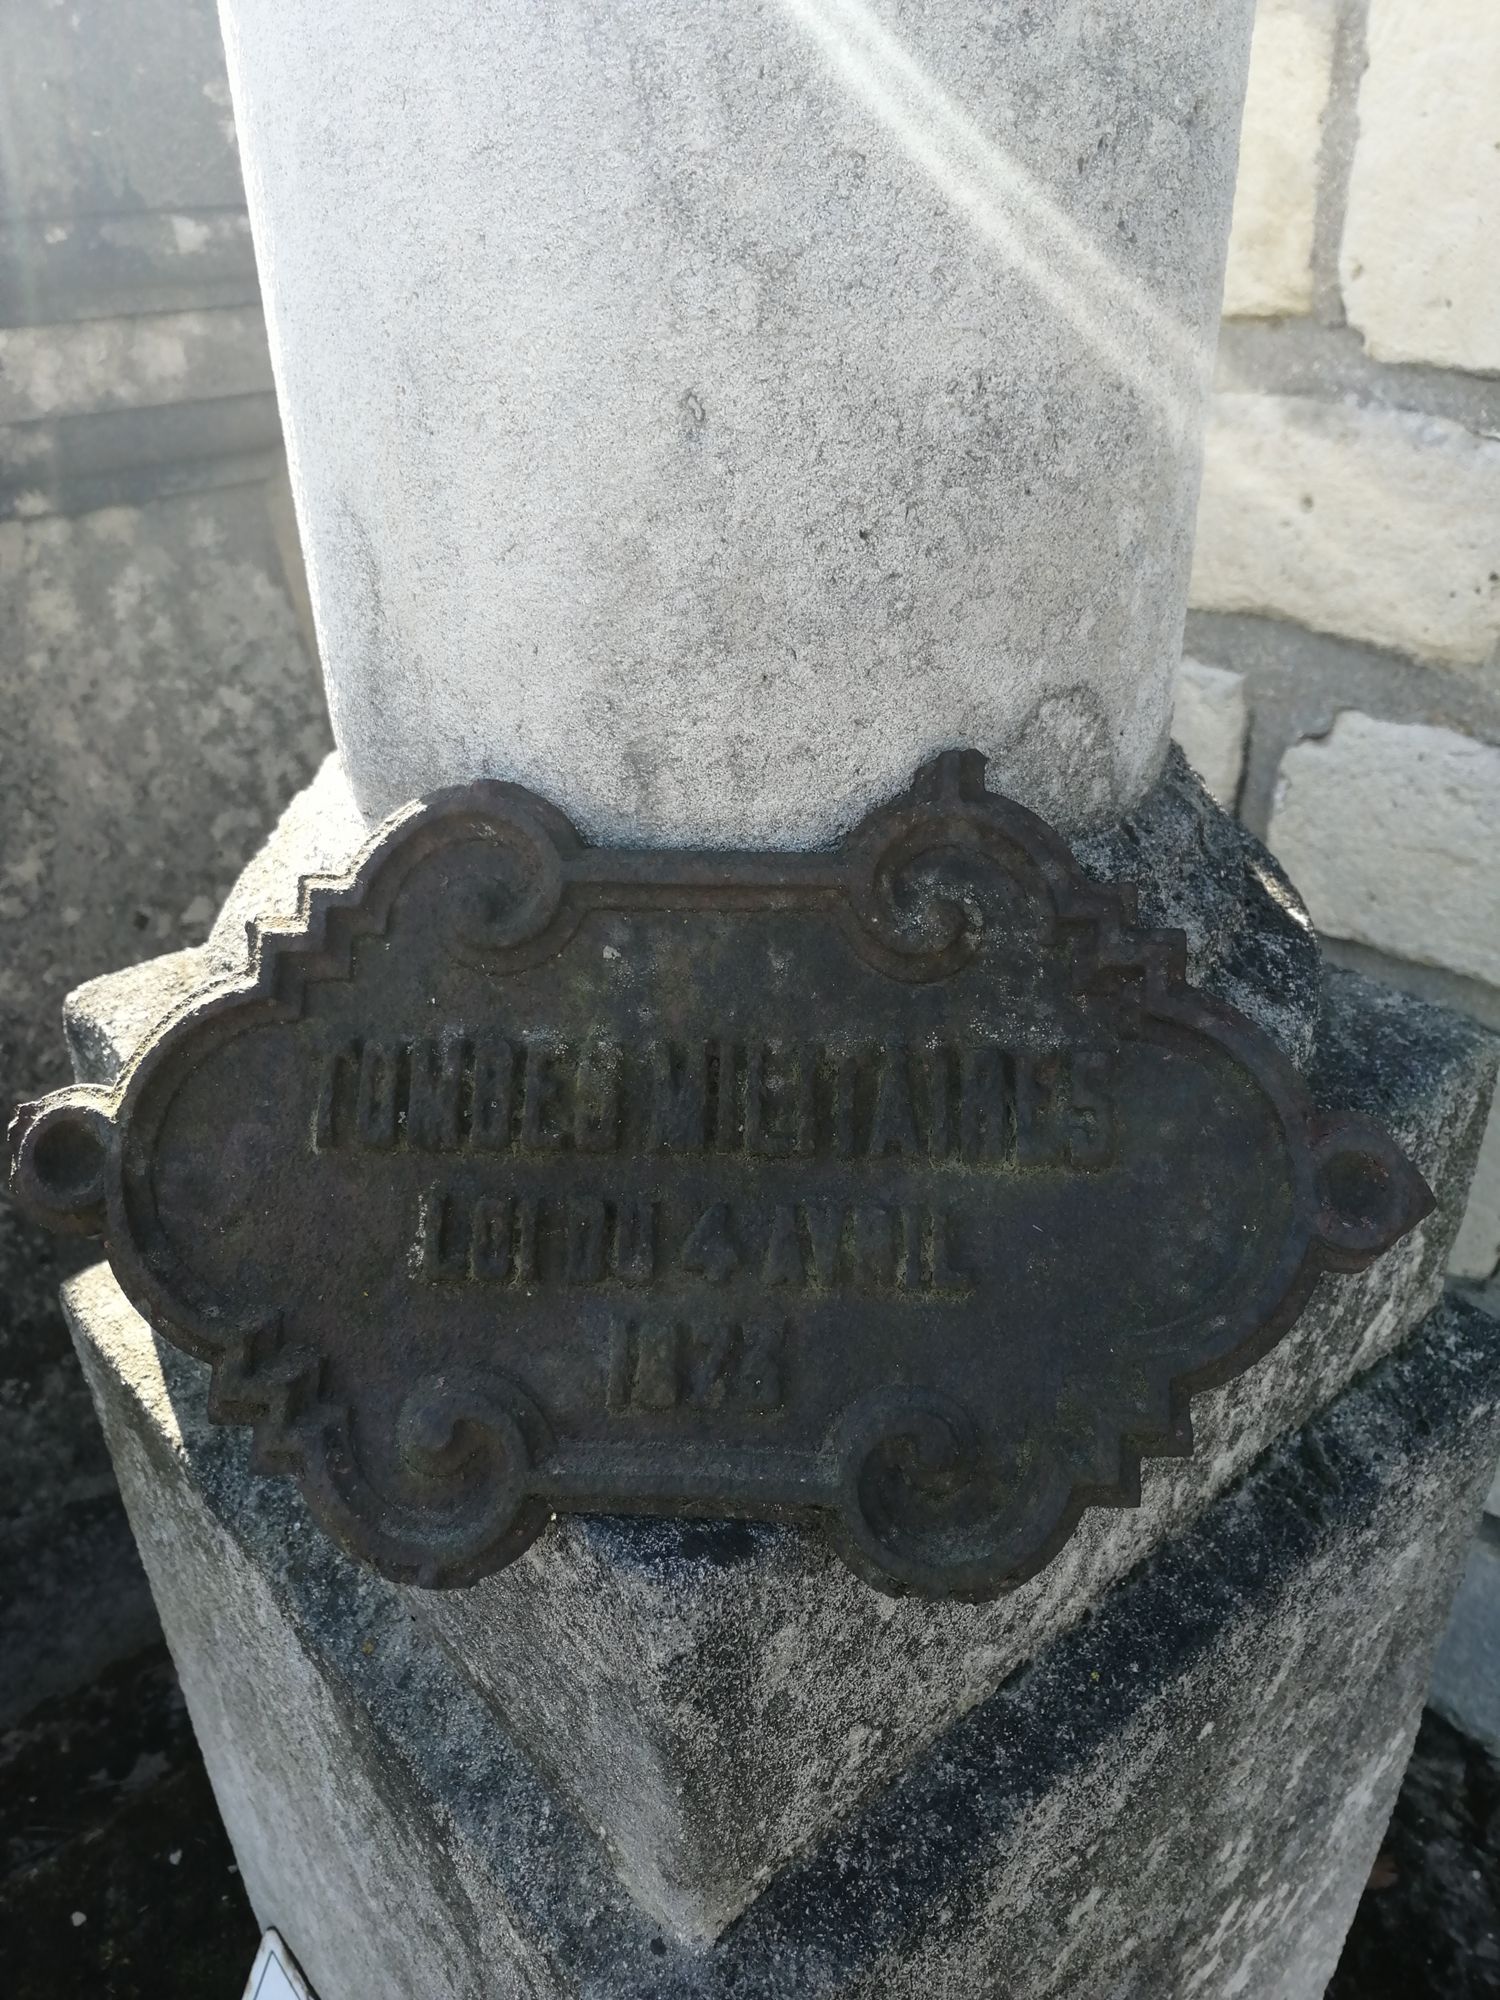 TOMBES MILITAIRES
LOI DU 4 AVRIL
1873